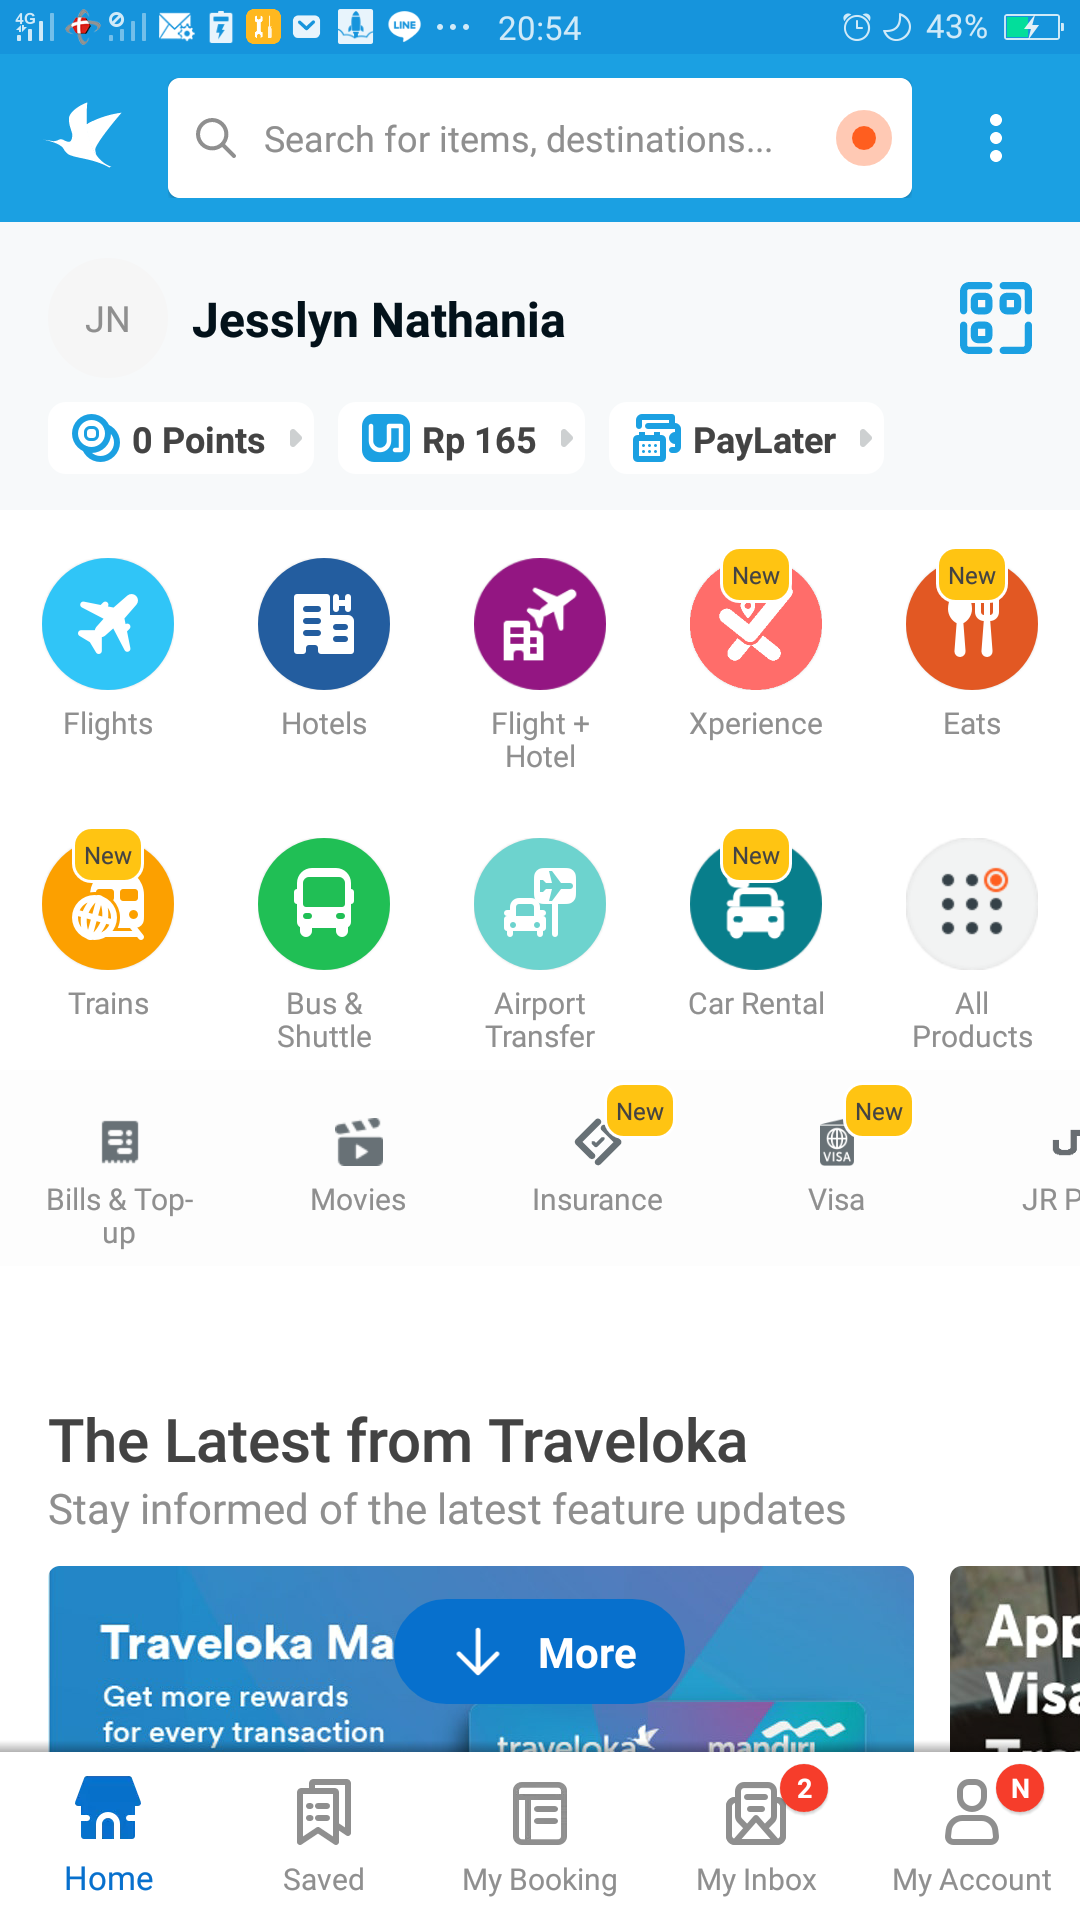 4G
LINE
20:54
43%
Search for items, destinations...
JN
Jesslyn Nathania
0 Points
Rp 165
PayLater
New
New
Flights
Hotels
Flight +
Hotel
Xperience
Eats
New
New
Trains
Bus &
Shuttle
Airport
Transfer
Car Rental
All
Products
New
New
VISA
Bills & Top-
up
Movies
Insurance
Visa
JR P
The Latest from Traveloka
Stay informed of the latest feature updates
Traveloka Ma
Get more rewards
for every transaction
traveloka
mandiri
More
App
Visa
2
N
Home
Saved
My Booking
My Inbox
My Account